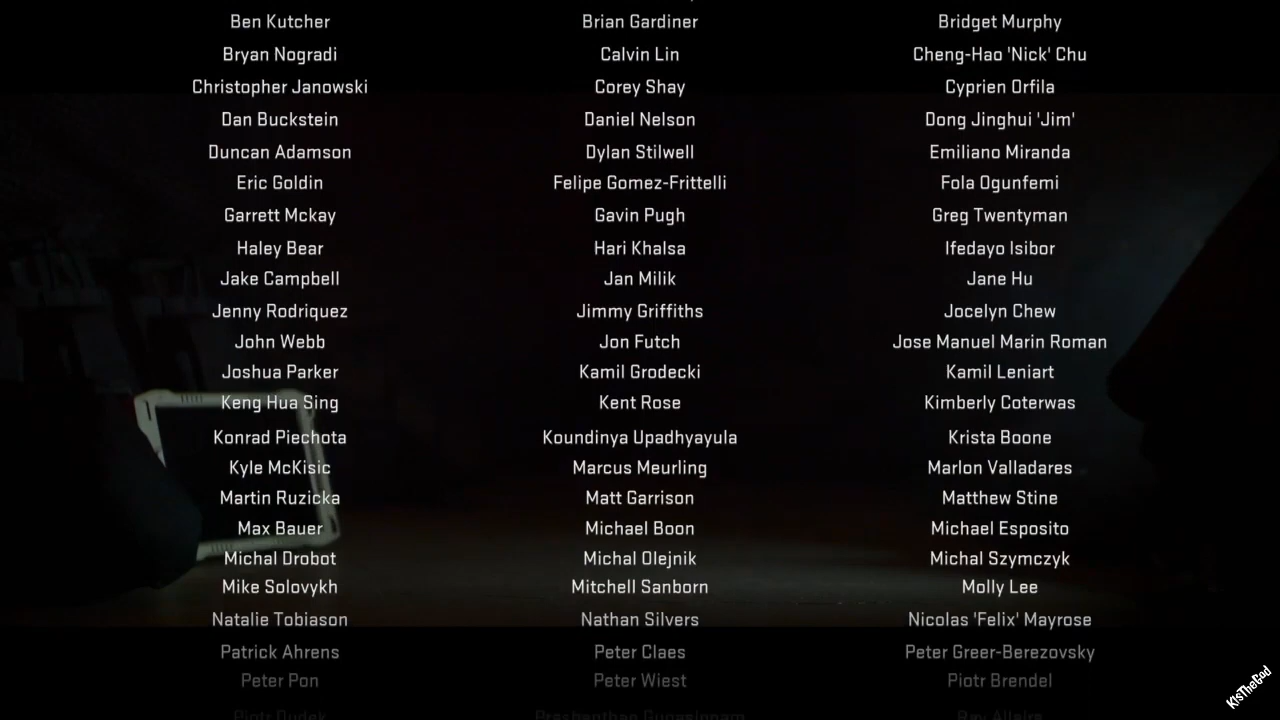 Ben Kutcher Brian Gardiner Bridget Murphy
Bryan Nogradi Calvin Lin Cheng-Hao 'Nick' Chu
Christopher Janowski Corey Shay Cyprien Orfila
Dan Buckstein Daniel Nelson Dong Jinghui 'Jim'
Duncan Adamson Dylan Stilwell Emiliano Miranda
Eric Goldin Felipe Gomez-Frittelli Fola Ogunfemi
Garrett Mckay Gavin Pugh Greg Twentyman
Haley Bear Hari Khalsa Ifedayo Isibor
Jake Campbell Jan Milik Jane Hu
Jenny Rodriquez Jimmy Griffiths Jocelyn Chew
John Webb Jon Futch Jose Manuel Marin Roman
Joshua Parker Kamil Grodecki Kamil Leniart
Keng Hua Sing Kent Rose Kimberly Coterwas
Konrad Piechota Koundinya Upadhyayula Krista Boone
Kyle McKisic Marcus Meurling Marlon Valladares
Martin Ruzicka Matt Garrison Matthew Stine
Max Bauer Michael Boon Michael Esposito
Michal Drobot Michal Olejnik Michal Szymczyk
Mike Solovykh Mitchell Sanborn Molly Lee
Natalie Tobiason Nathan Silvers Nicolas 'Felix' Mayrose
Patrick Ahrens Peter Claes Peter Greer-Berezovsky
Peter Pon Peter Wiest Piotr Brendel
KIsTheGod